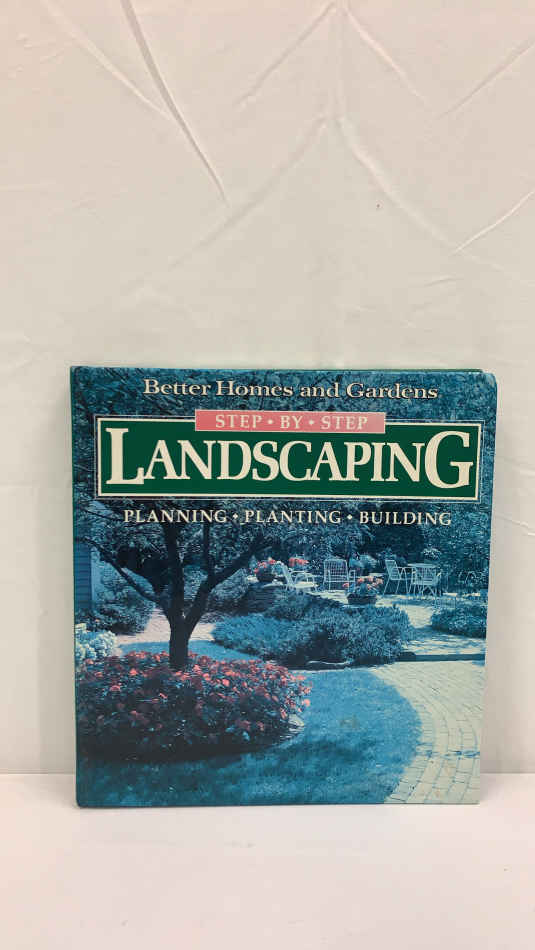 Better Homes and Gardens
STEP • BY • STEP
LANDSCAPING
PLANNING • PLANTING • BUILDING